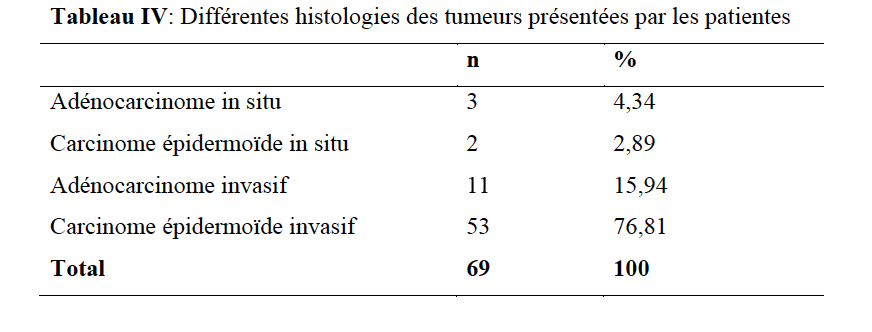 Tableau IV: Différentes histologies des tumeurs présentées par les patientes
n %
Adénocarcinome in situ 3 4,34
Carcinome épidermoïde in situ 2 2,89
Adénocarcinome invasif 11 15,94
Carcinome épidermoïde invasif 53 76,81
Total 69 100